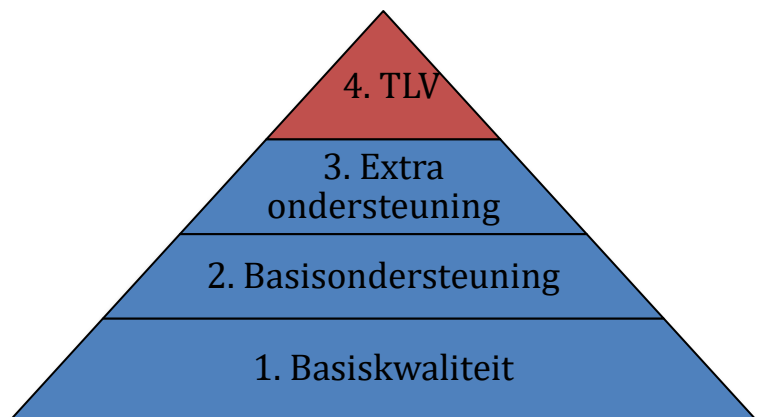 4. TLV
3. Extra
ondersteuning
2. Basisondersteuning
1. Basiskwaliteit